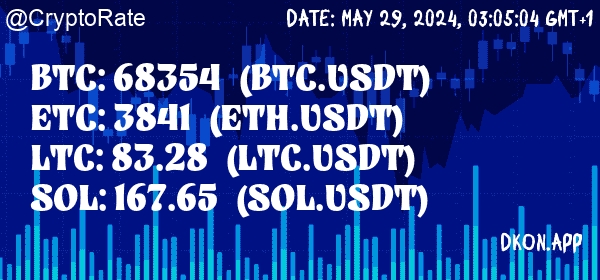 @CryptoRate
DATE: MAY 29, 2024, 03:05:04 GMT+1
BTC: 68354 (BTC.USDT)
ETC: 3841 (ETH.USDT)
LTC: 83.28 (LTC.USDT)
SOL: 167.65 (SOL.USDT)
DKON.APP